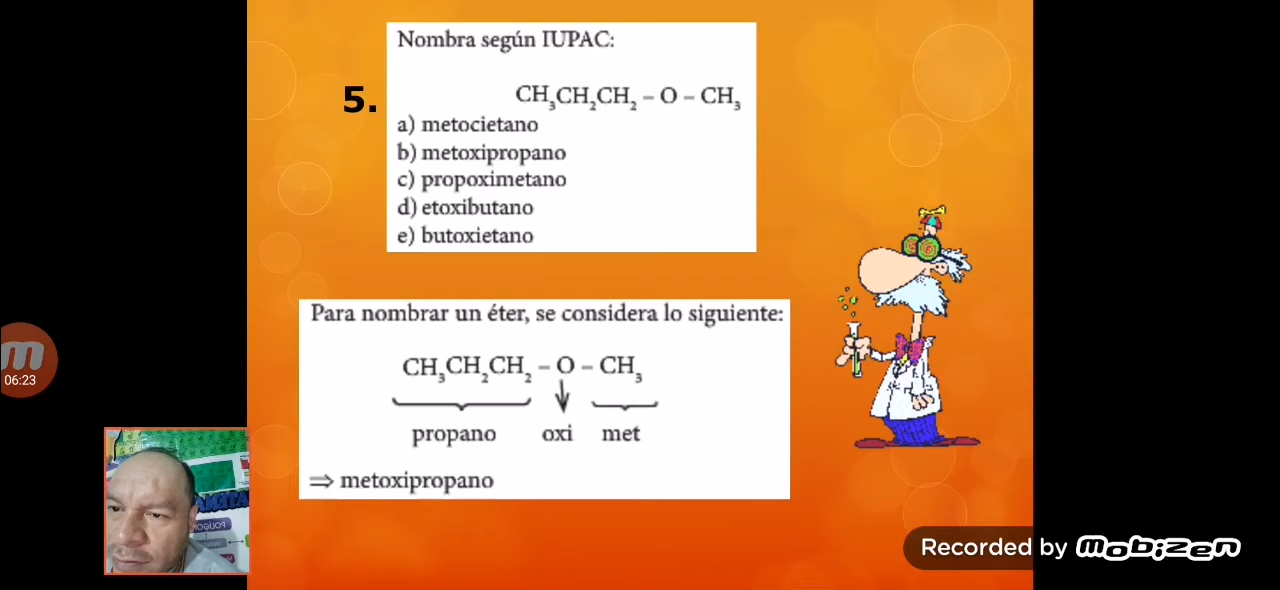 Nombra según IUPAC:
5.
CH₃CH₂CH₂ – O – CH₃
a) metocietano
b) metoxipropano
c) propoximetano
d) etoxibutano
e) butoxietano
Para nombrar un éter, se considera lo siguiente:
CH₃CH₂CH₂ – O – CH₃
propano oxi met
⇒ metoxipropano
06:23
Recorded by Mobizen